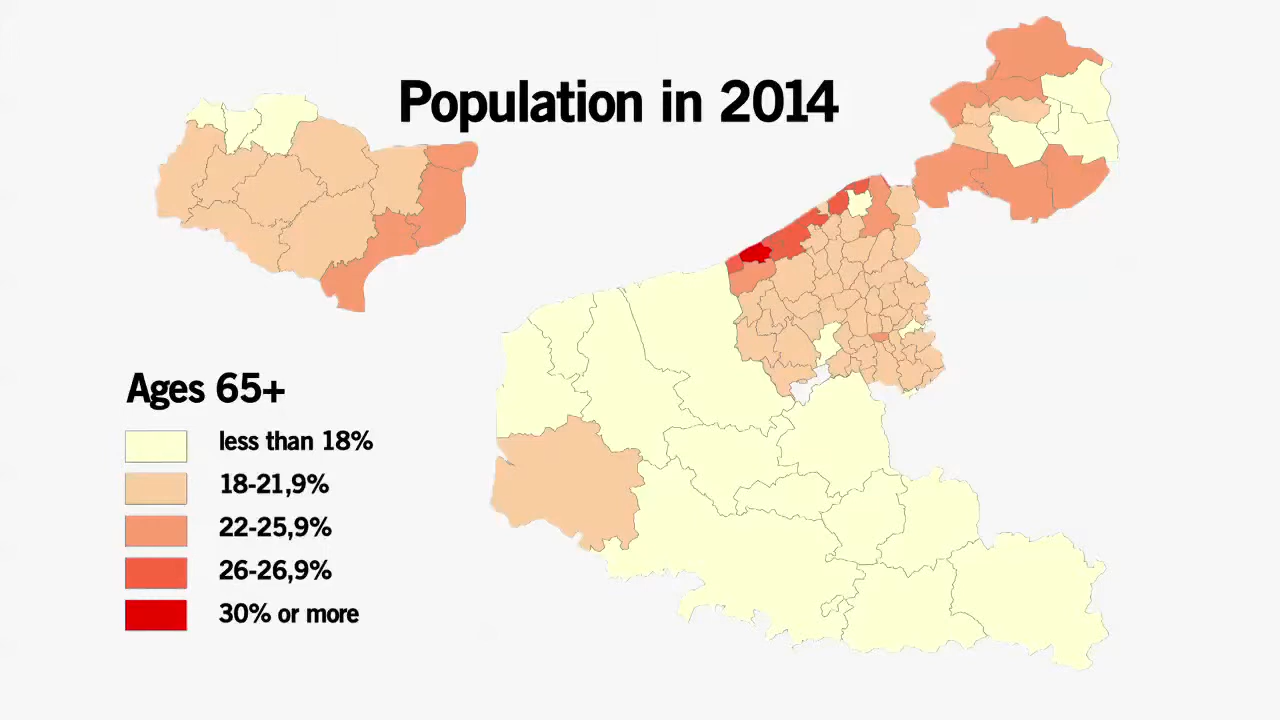 Population in 2014
Ages 65+
less than 18%
18-21,9%
22-25,9%
26-26,9%
30% or more